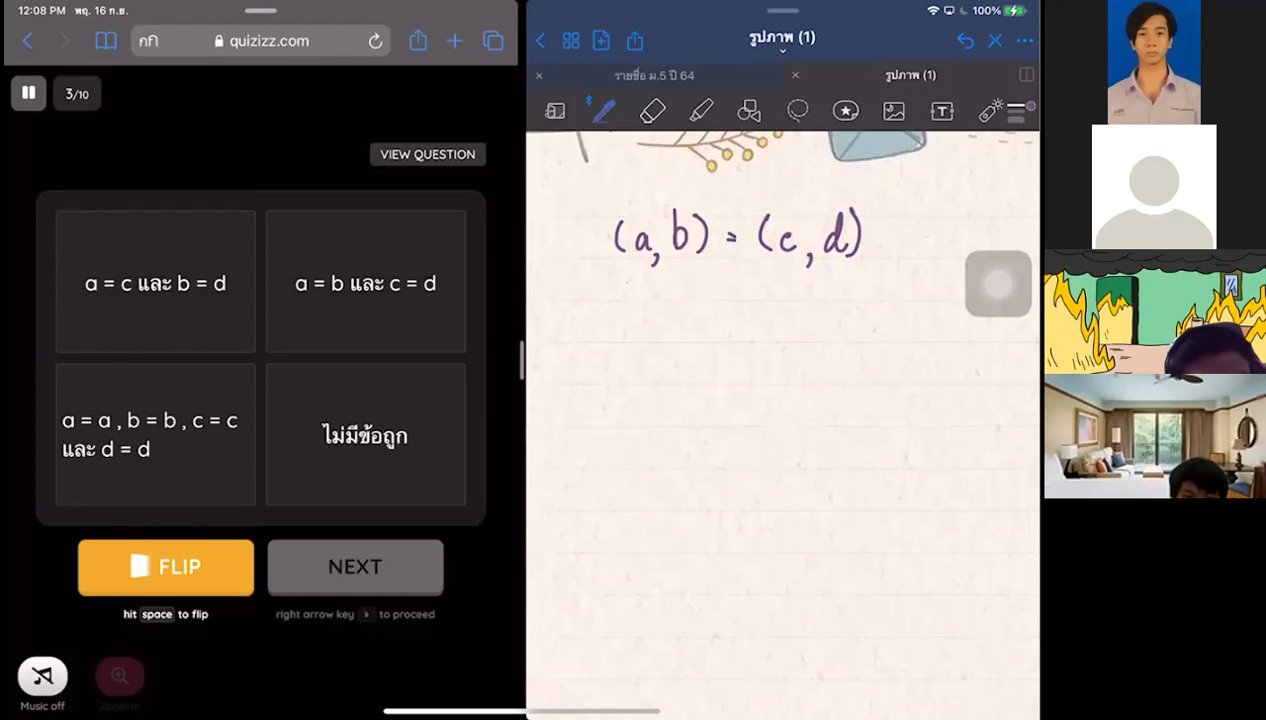 12:08 PM พฤ. 16 ก.ย.
100%
กก quizizz.com
รูปภาพ (1)
รายชื่อ ม.5 ปี 64
รูปภาพ (1)
3/10
VIEW QUESTION
a = c และ b = d
a = b และ c = d
a = a , b = b , c = c
และ d = d
ไม่มีข้อถูก
(a,b) = (c,d)
FLIP
NEXT
hit space to flip
right arrow key to proceed
Music off
Zoom in